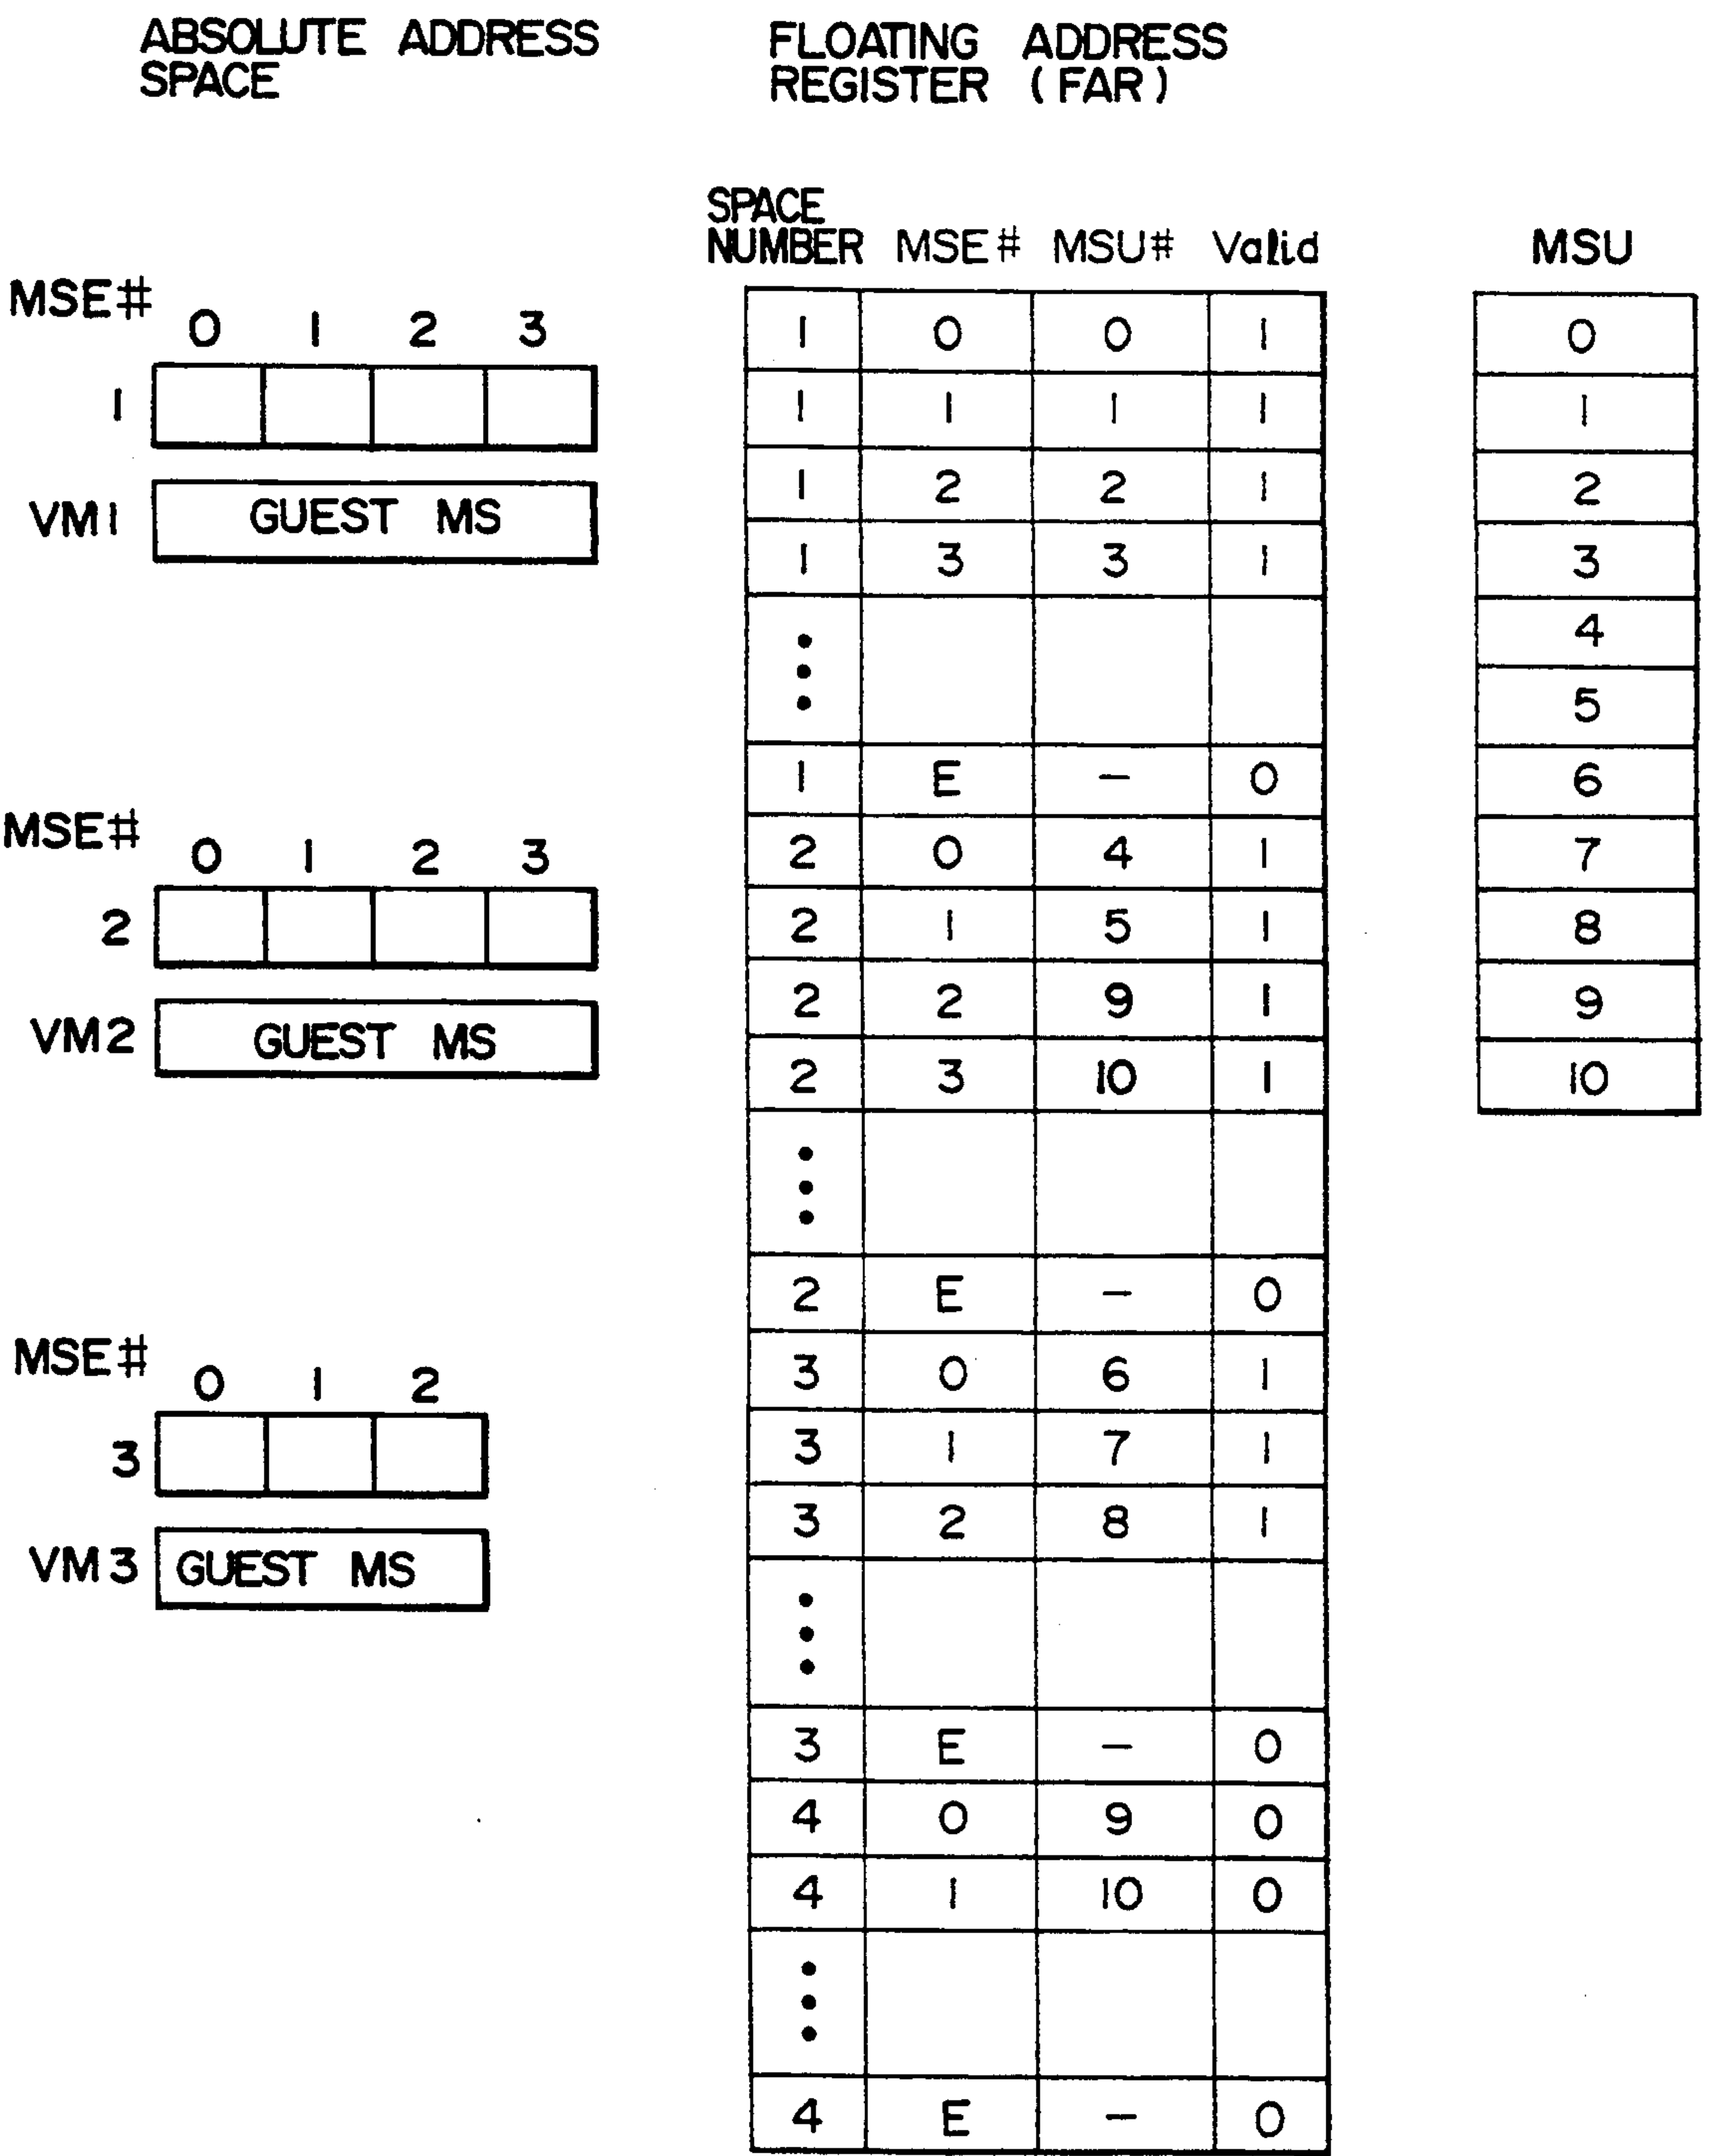 ABSOLUTE ADDRESS
SPACE
FLOATING ADDRESS
REGISTER (FAR)
MSE#
0 1 2 3
1
VM1 GUEST MS
MSE#
0 1 2 3
2
VM2 GUEST MS
MSE#
0 1 2
3
VM3 GUEST MS
SPACE
NUMBER MSE# MSU# Valid
1 0 0 1
1 1 1 1
1 2 2 1
1 3 3 1
1 E – 0
2 0 4 1
2 1 5 1
2 2 9 1
2 3 10 1
2 E – 0
3 0 6 1
3 1 7 1
3 2 8 1
3 E – 0
4 0 9 0
4 1 10 0
4 E – 0
MSU
0
1
2
3
4
5
6
7
8
9
10